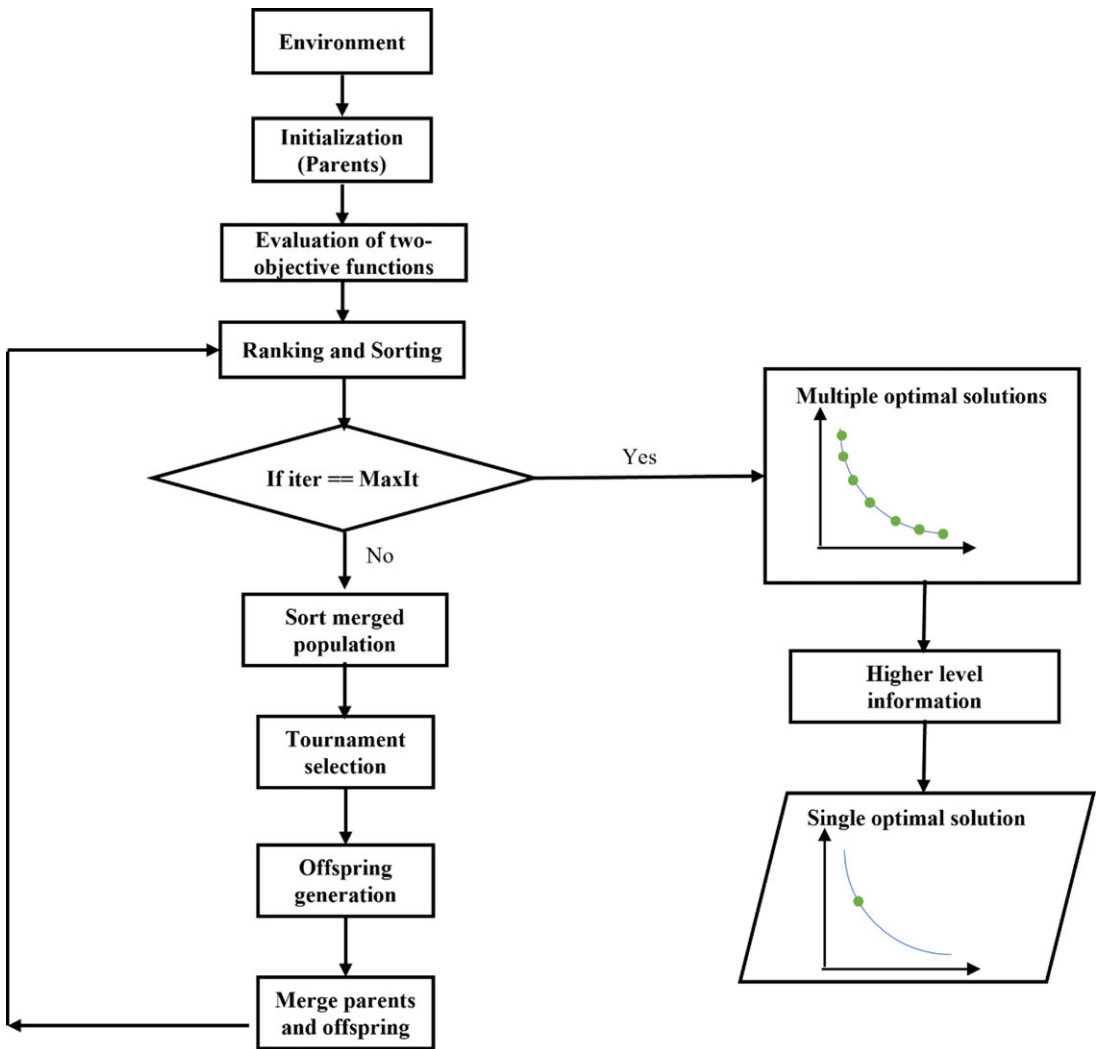 Environment
Initialization
(Parents)
Evaluation of two-
objective functions
Ranking and Sorting
If iter == MaxIt
Yes
No
Sort merged
population
Tournament
selection
Offspring
generation
Merge parents
and offspring
Multiple optimal solutions
Higher level
information
Single optimal solution